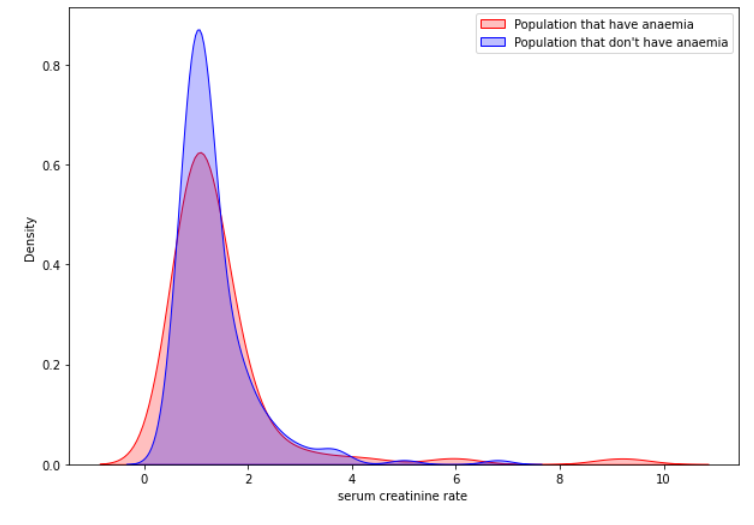 Population that have anaemia
Population that don't have anaemia
0.8
0.6
0.4
0.2
0.0
Density
0 2 4 6 8 10
serum creatinine rate